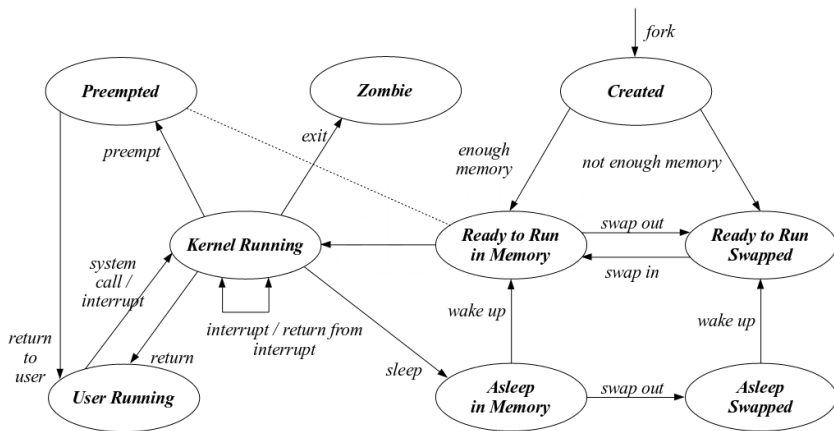 fork
Preempted
Zombie
Created
preempt
exit
enough
memory
not enough memory
Kernel Running
Ready to Run
in Memory
swap out
swap in
Ready to Run
Swapped
system
call /
interrupt
interrupt / return from
interrupt
wake up
wake up
return
to
user
return
sleep
User Running
Asleep
in Memory
swap out
Asleep
Swapped